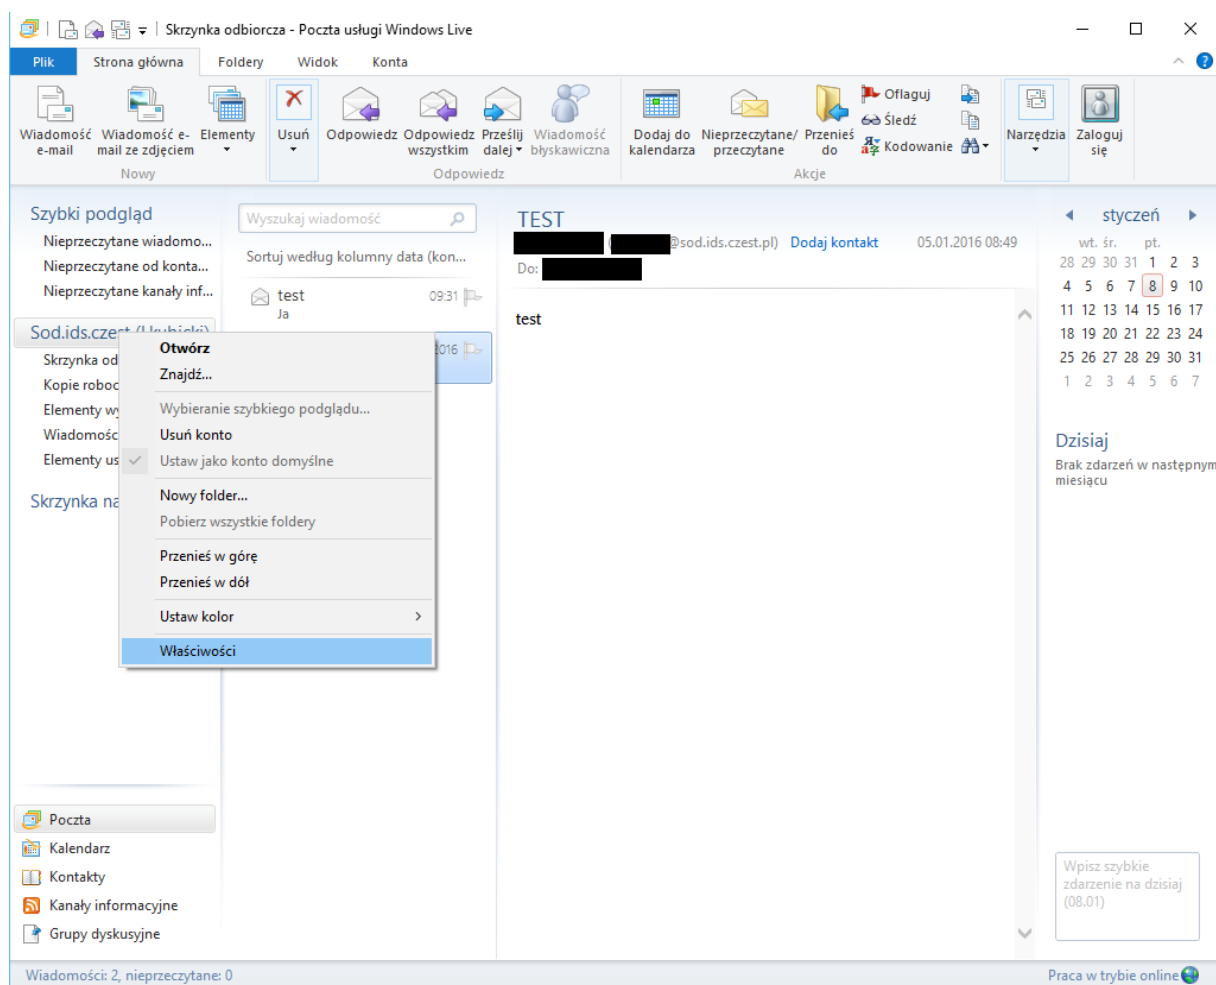 Skrzynka odbiorcza - Poczta usługi Windows Live
Plik Strona główna Foldery Widok Konta
Wiadomość e-mail
Wiadomość e-mail ze zdjęciem
Elementy
Nowy
Usuń
Odpowiedz
Odpowiedz wszystkim
Prześlij dalej
Wiadomość błyskawiczna
Odpowiedz
Dodaj do kalendarza
Nieprzeczytane/ przeczytane
Przenieś do
Oflaguj
Śledź
Kodowanie
Akcje
Narzędzia
Zaloguj się
Szybki podgląd
Nieprzeczytane wiadomo...
Nieprzeczytane od konta...
Nieprzeczytane kanały inf...
Sod.ids.czest
Skrzynka od
Kopie roboc
Elementy wy
Wiadomośc
Elementy us
Skrzynka na
Otwórz
Znajdź...
Wybieranie szybkiego podglądu...
Usuń konto
Ustaw jako konto domyślne
Nowy folder...
Pobierz wszystkie foldery
Przenieś w górę
Przenieś w dół
Ustaw kolor
Właściwości
Poczta
Kalendarz
Kontakty
Kanały informacyjne
Grupy dyskusyjne
Wyszukaj wiadomość
Sortuj według kolumny data (kon...
test 09:31
Ja
2016
TEST
( @sod.ids.czest.pl) Dodaj kontakt 05.01.2016 08:49
Do:
test
styczeń
wt. śr. pt.
28 29 30 31 1 2 3
4 5 6 7 8 9 10
11 12 13 14 15 16 17
18 19 20 21 22 23 24
25 26 27 28 29 30 31
1 2 3 4 5 6 7
Dzisiaj
Brak zdarzeń w następnym
miesiącu
Wpisz szybkie
zdarzenie na dzisiaj
(08.01)
Wiadomości: 2, nieprzeczytane: 0
Praca w trybie online